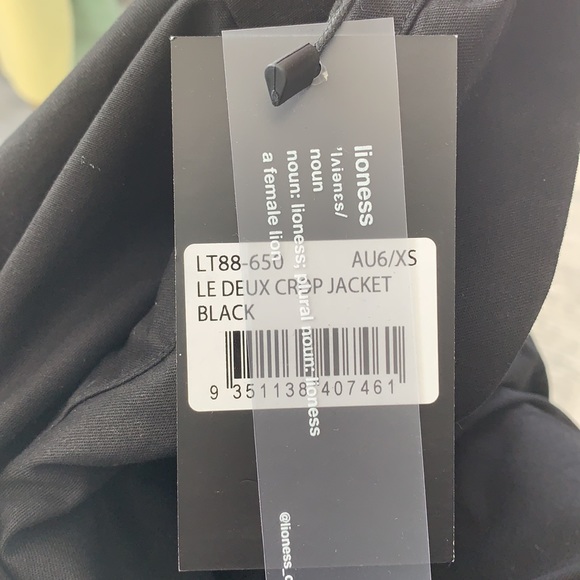 lioness
'lʌɪənɛs/
noun
noun: lioness; plural noun: lioness
a female lion
LT88-650 AU6/XS
LE DEUX CROP JACKET
BLACK
9 351138 407461
@lioness_